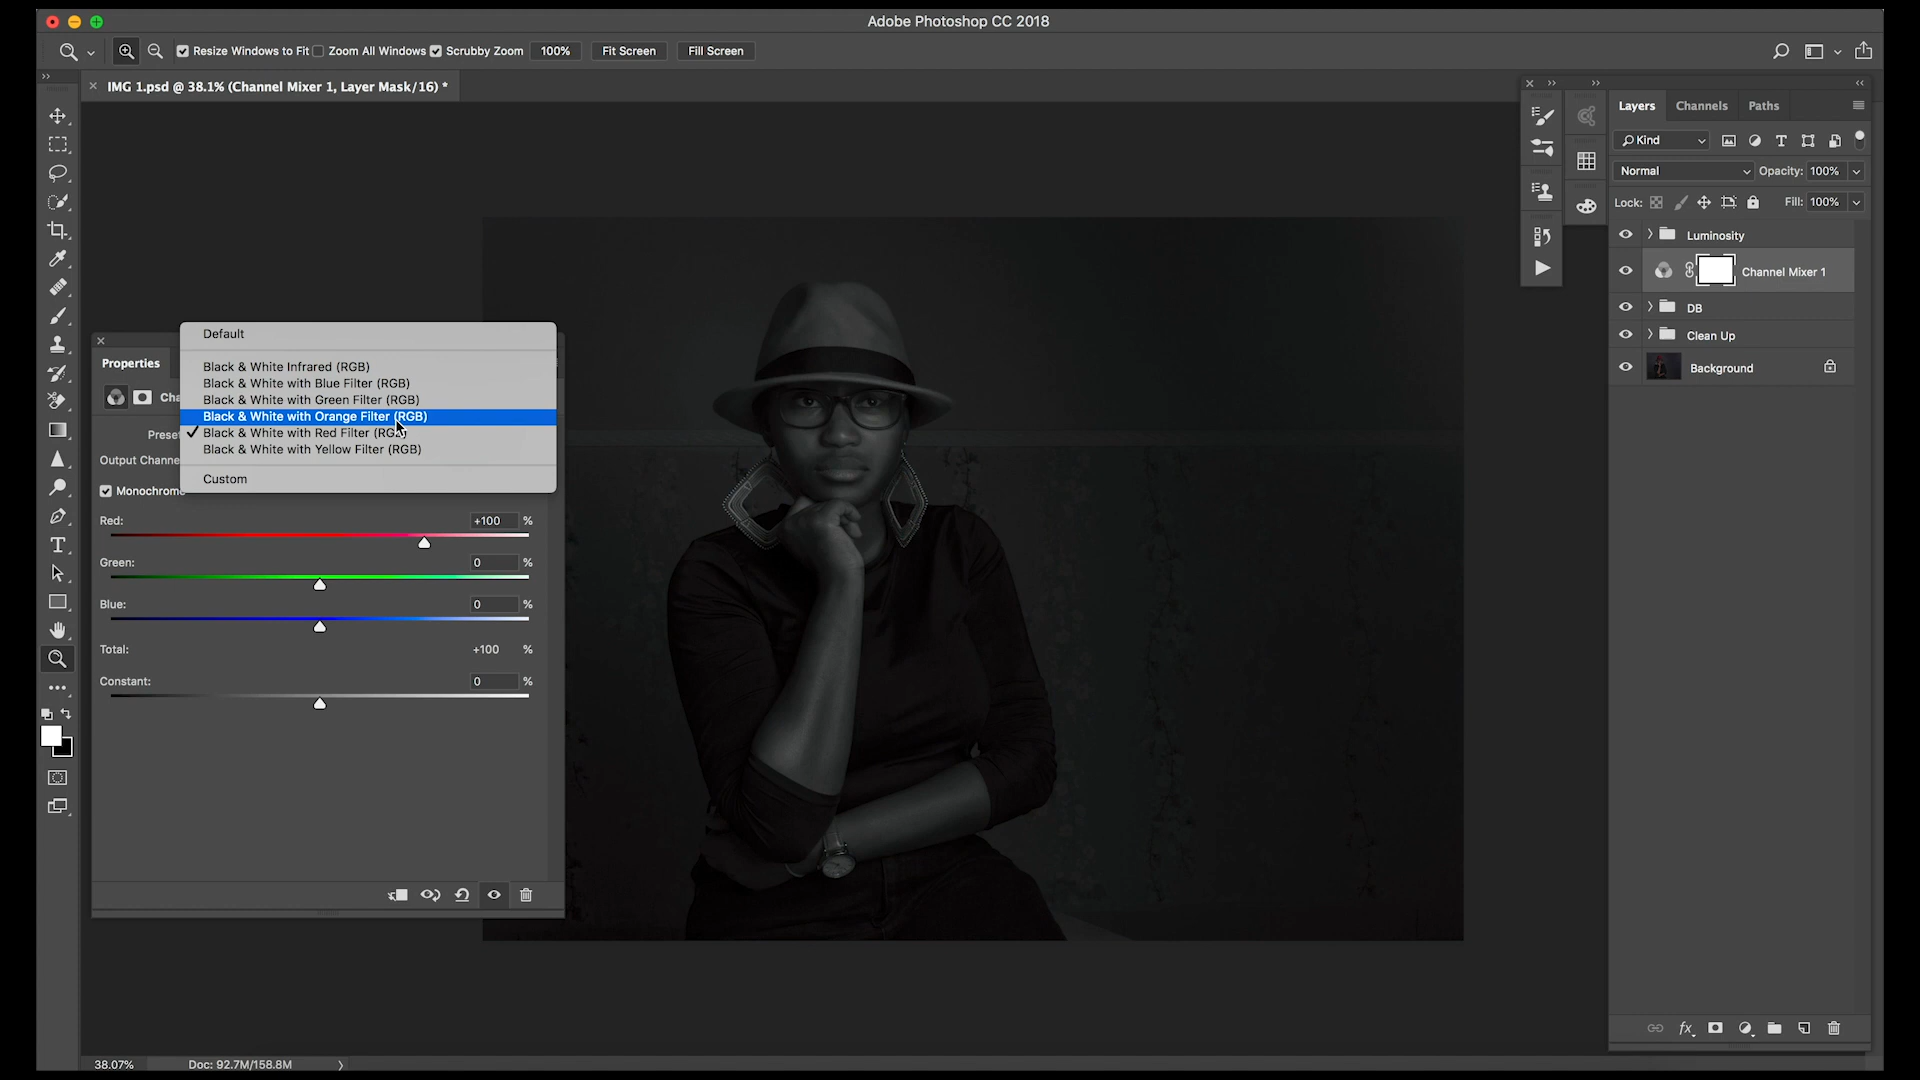 Adobe Photoshop CC 2018
Resize Windows to Fit Zoom All Windows Scrubby Zoom 100% Fit Screen Fill Screen
IMG 1.psd @ 38.1% (Channel Mixer 1, Layer Mask/16) *
Default
Black & White Infrared (RGB)
Black & White with Blue Filter (RGB)
Black & White with Green Filter (RGB)
Black & White with Orange Filter (RGB)
Black & White with Red Filter (RGB)
Black & White with Yellow Filter (RGB)
Custom
Properties
Cha
Preset
Output Channe
Monochrome
Red: +100 %
Green: 0 %
Blue: 0 %
Total: +100 %
Constant: 0 %
Layers Channels Paths
Kind
Normal Opacity: 100%
Lock: Fill: 100%
Luminosity
Channel Mixer 1
DB
Clean Up
Background
fx
38.07% Doc: 92.7M/158.8M